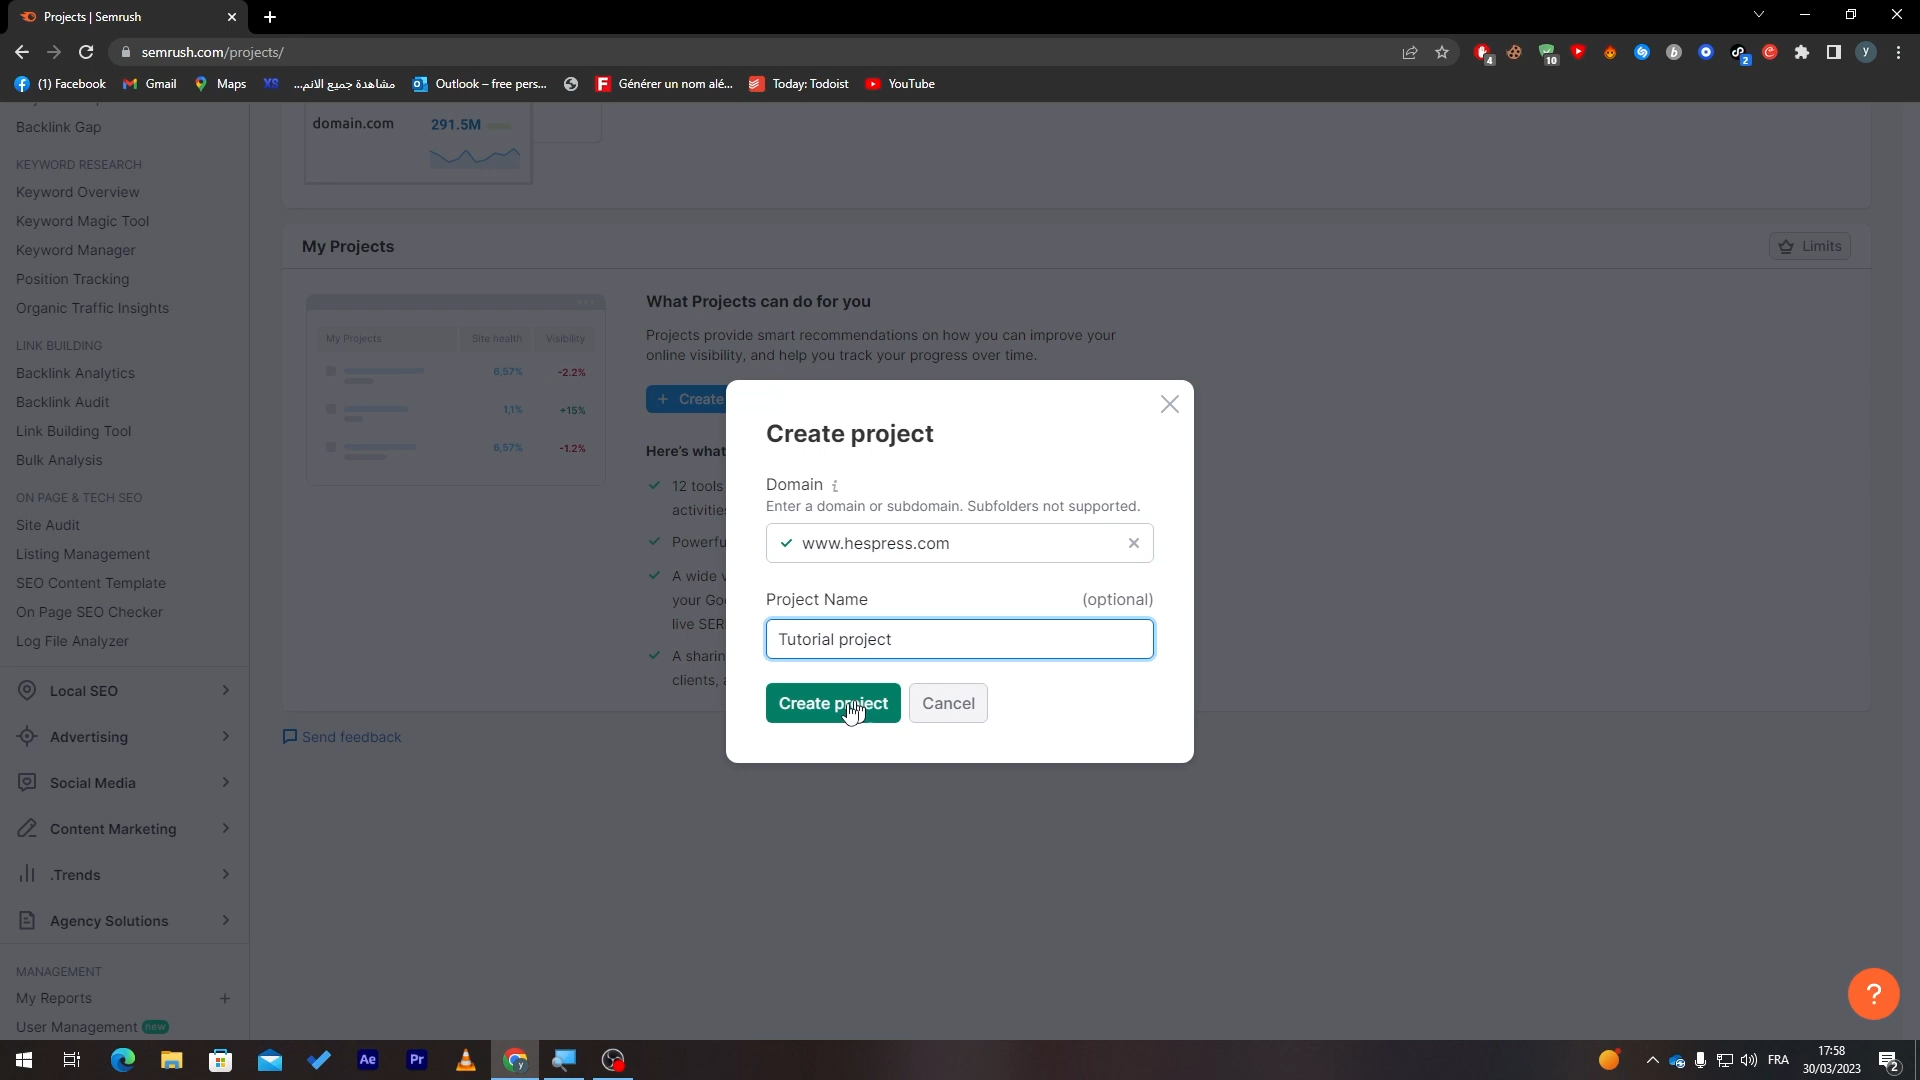 Projects | Semrush
semrush.com/projects/
4
10
2
y
(1) Facebook
Gmail
Maps
XS
مشاهدة جميع الانم...
Outlook – free pers...
Générer un nom alé...
Today: Todoist
YouTube
Backlink Gap
KEYWORD RESEARCH
Keyword Overview
Keyword Magic Tool
Keyword Manager
Position Tracking
Organic Traffic Insights
LINK BUILDING
Backlink Analytics
Backlink Audit
Link Building Tool
Bulk Analysis
ON PAGE & TECH SEO
Site Audit
Listing Management
SEO Content Template
On Page SEO Checker
Log File Analyzer
Local SEO
Advertising
Social Media
Content Marketing
.Trends
Agency Solutions
MANAGEMENT
My Reports +
User Management new
domain.com 291.5M
My Projects
Limits
My Projects Site health Visibility
6,57% -2.2%
1,1% +15%
6,57% -1.2%
What Projects can do for you
Projects provide smart recommendations on how you can improve your
online visibility, and help you track your progress over time.
+ Create
Here's what
12 tools
Powerfu
A wide
your Go
live SER
A sharin
clients,
Send feedback
Create project
Domain i
Enter a domain or subdomain. Subfolders not supported.
www.hespress.com
Project Name (optional)
Tutorial project
Create project
Cancel
?
Ae
Pr
FRA
17:58
30/03/2023
2